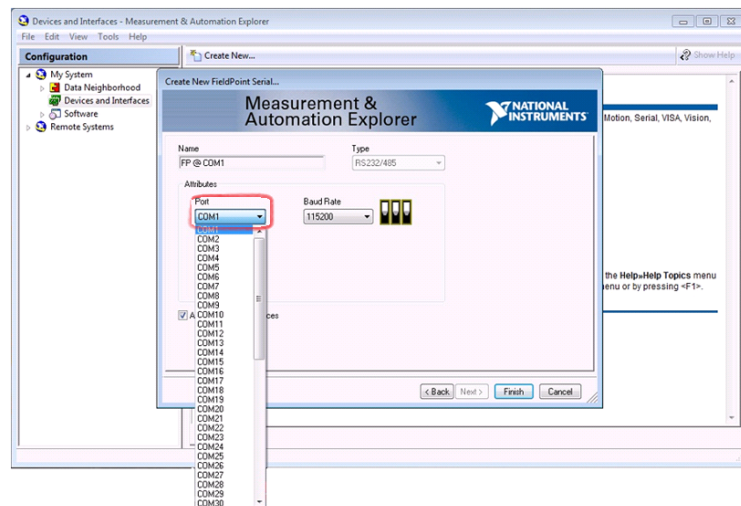 Devices and Interfaces - Measurement & Automation Explorer
File Edit View Tools Help
Configuration
Create New...
Show Help
My System
Data Neighborhood
Devices and Interfaces
Software
Remote Systems
Create New FieldPoint Serial...
Measurement &
Automation Explorer
NATIONAL
INSTRUMENTS
Motion, Serial, VISA, Vision,
Name
Type
FP @ COM1
RS232/485
Attributes
Port
Baud Rate
COM1
115200
COM1
COM2
COM3
COM4
COM5
COM6
COM7
COM8
COM9
COM10
COM11
COM12
COM13
COM14
COM15
COM16
COM17
COM18
COM19
COM20
COM21
COM22
COM23
COM24
COM25
COM26
COM27
COM28
COM29
COM30
the Help»Help Topics menu
enu or by pressing <F1>.
< Back
Next >
Finish
Cancel